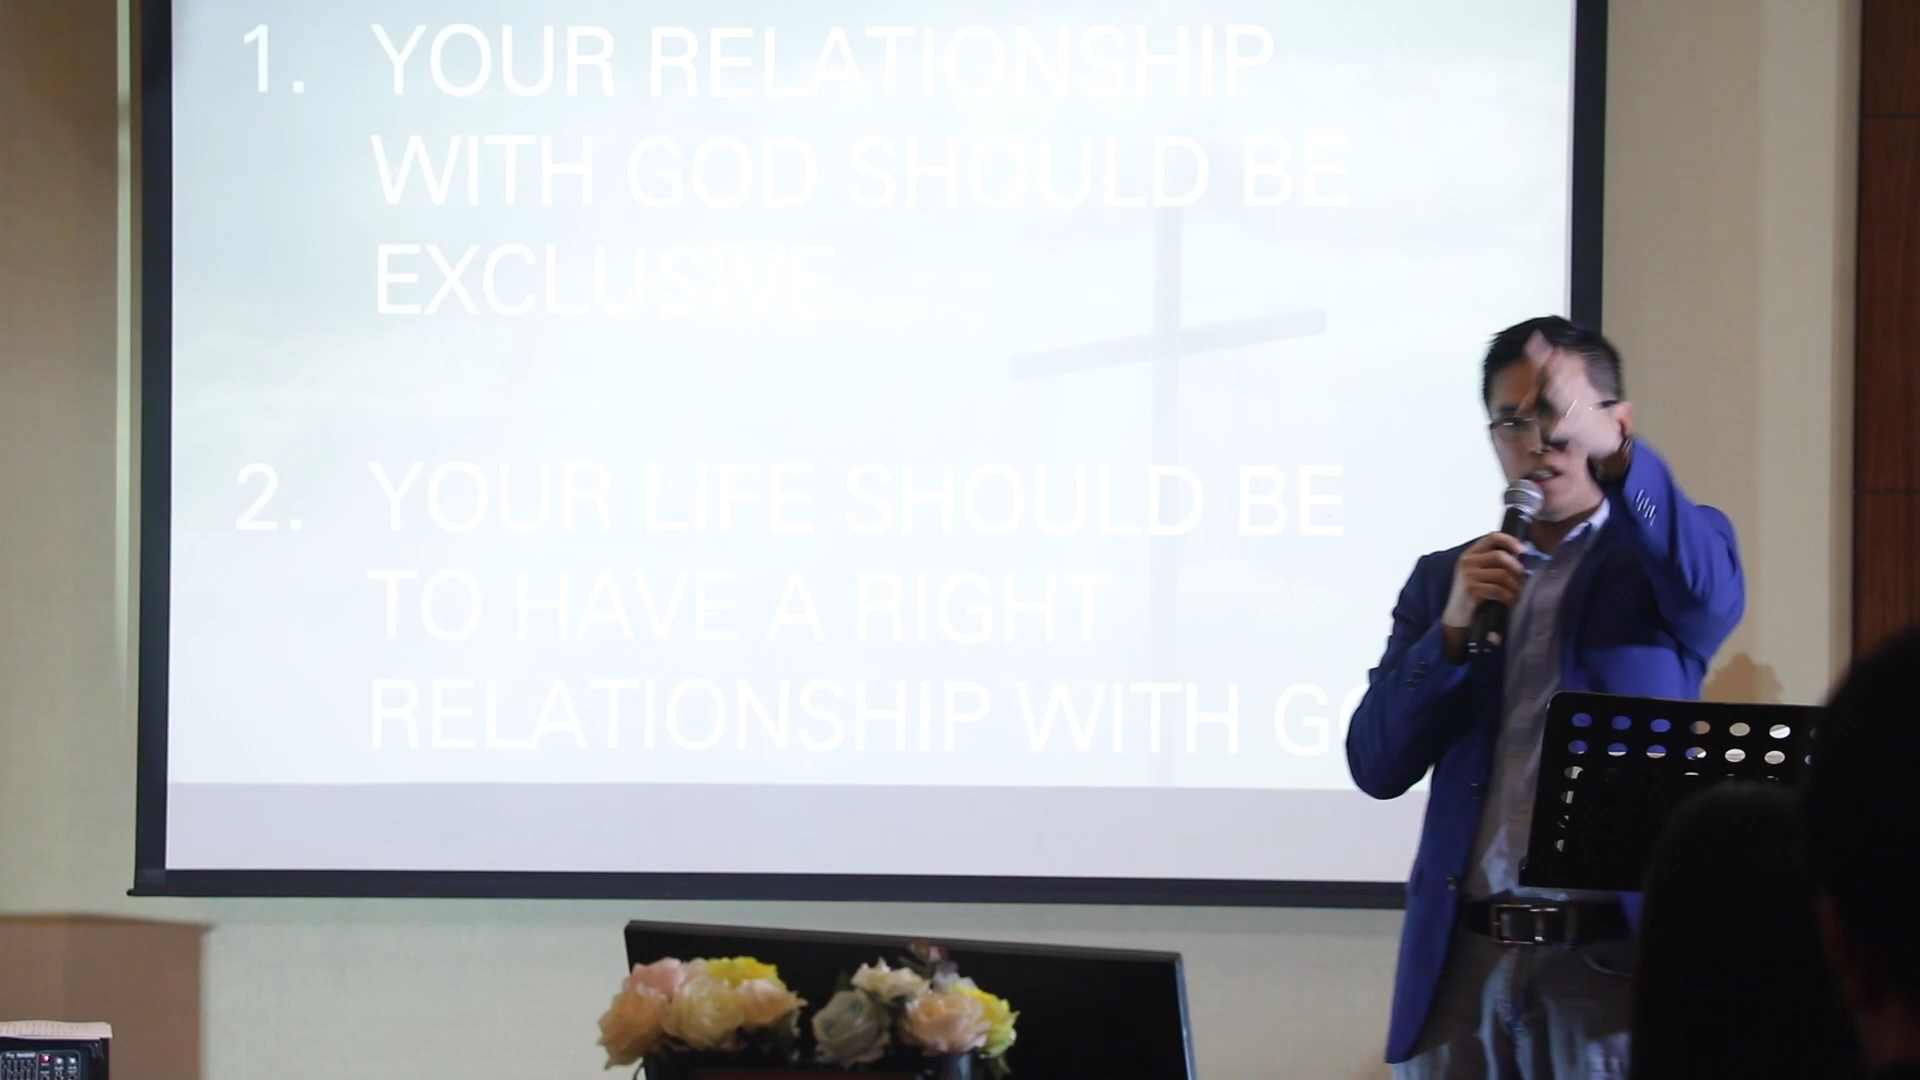 1. YOUR RELATIONSHIP
WITH GOD SHOULD BE
EXCLUSIVE
2. YOUR LIFE SHOULD BE
TO HAVE A RIGHT
RELATIONSHIP WITH